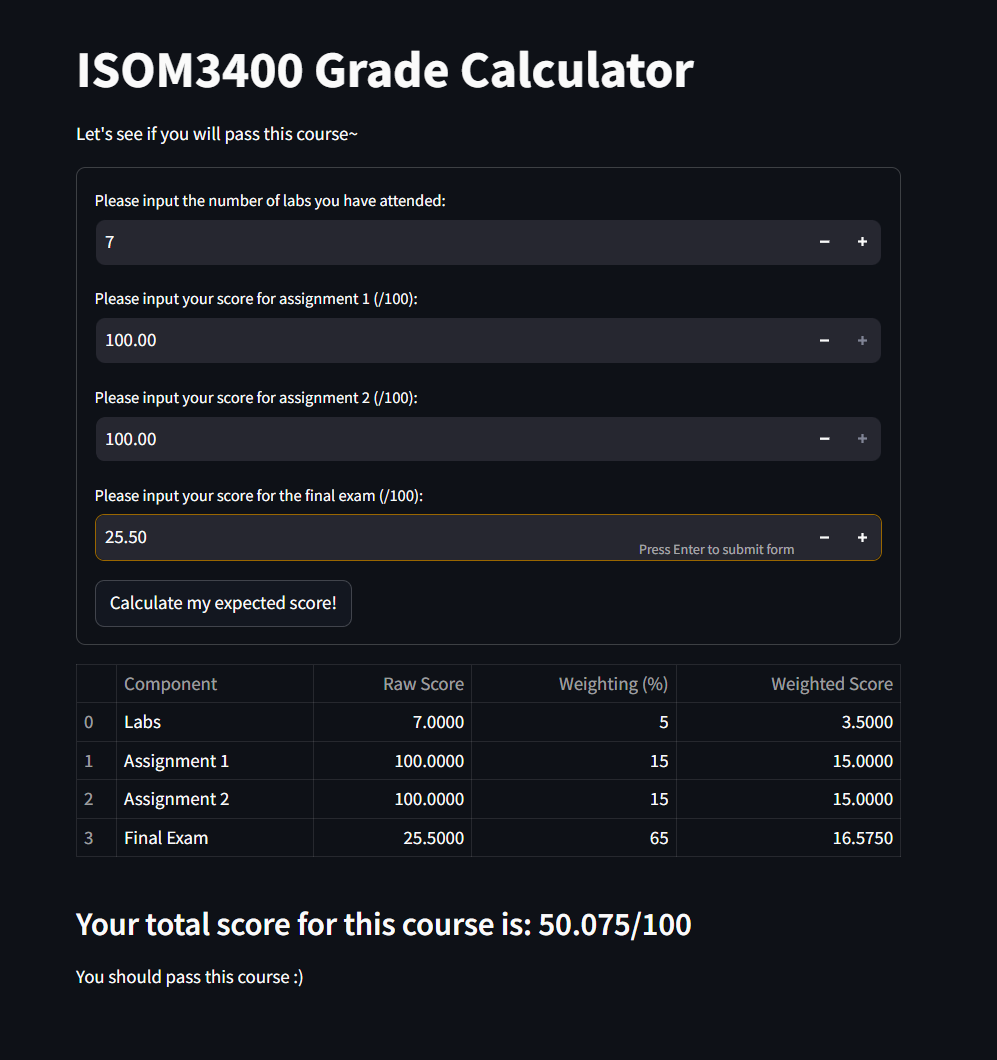 ISOM3400 Grade Calculator
Let's see if you will pass this course~
Please input the number of labs you have attended:
7 − +
Please input your score for assignment 1 (/100):
100.00 − +
Please input your score for assignment 2 (/100):
100.00 − +
Please input your score for the final exam (/100):
25.50 − +
Press Enter to submit form
Calculate my expected score!
Component Raw Score Weighting (%) Weighted Score
0 Labs 7.0000 5 3.5000
1 Assignment 1 100.0000 15 15.0000
2 Assignment 2 100.0000 15 15.0000
3 Final Exam 25.5000 65 16.5750
Your total score for this course is: 50.075/100
You should pass this course :)